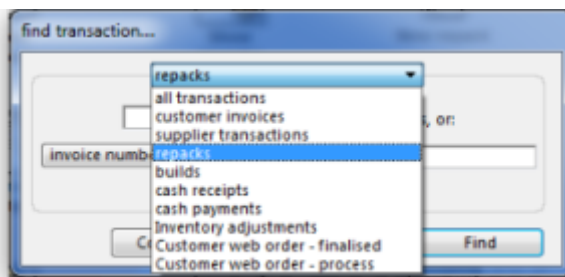 find transaction...
repacks
all transactions
customer invoices
supplier transactions
s, or:
repacks
invoice numb
builds
cash receipts
cash payments
Inventory adjustments
Customer web order - finalised
Customer web order - process
C
Find